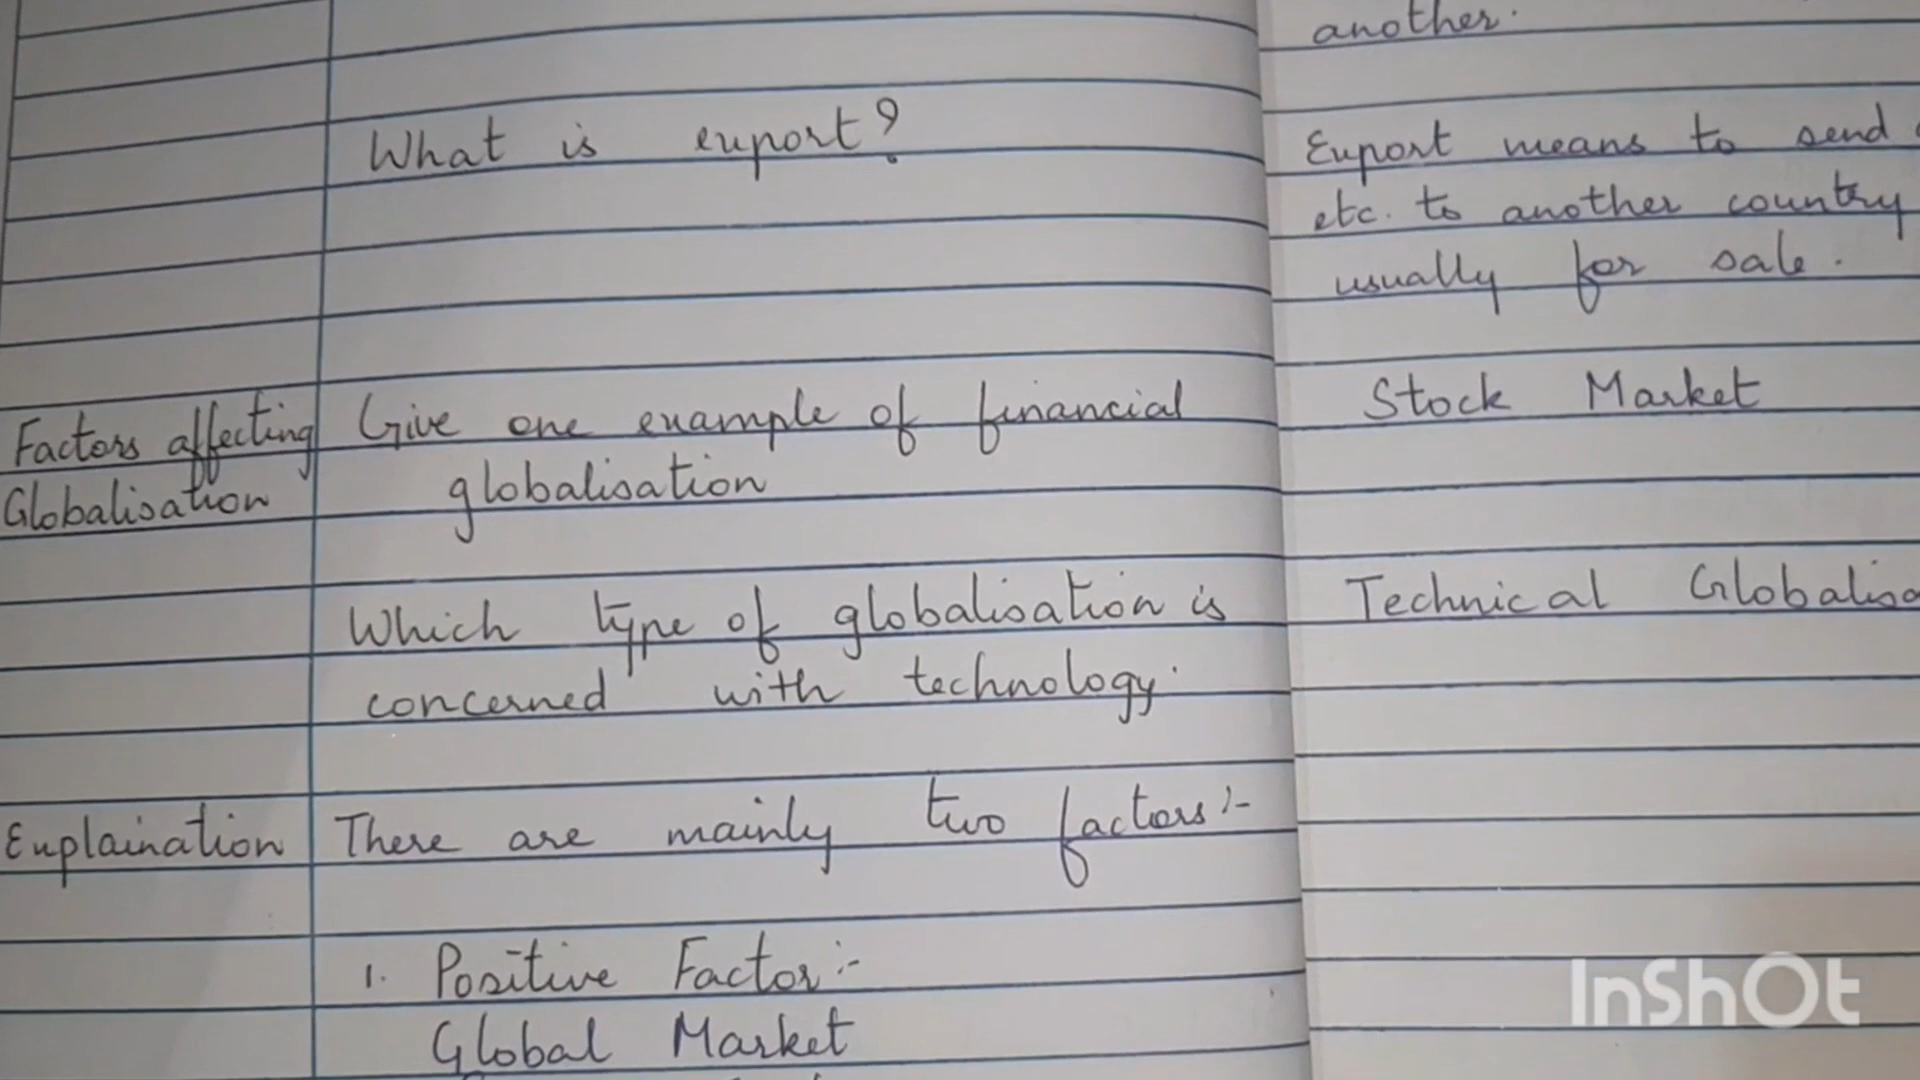 another.
What is export?
Export means to send
etc. to another country
usually for sale.
Factors affecting
Globalisation
Give one example of financial
globalisation
Stock Market
Which type of globalisation is
concerned with technology.
Technical Globalisa
Explaination
There are mainly two factors:-
1. Positive Factor:-
Global Market
InShOt